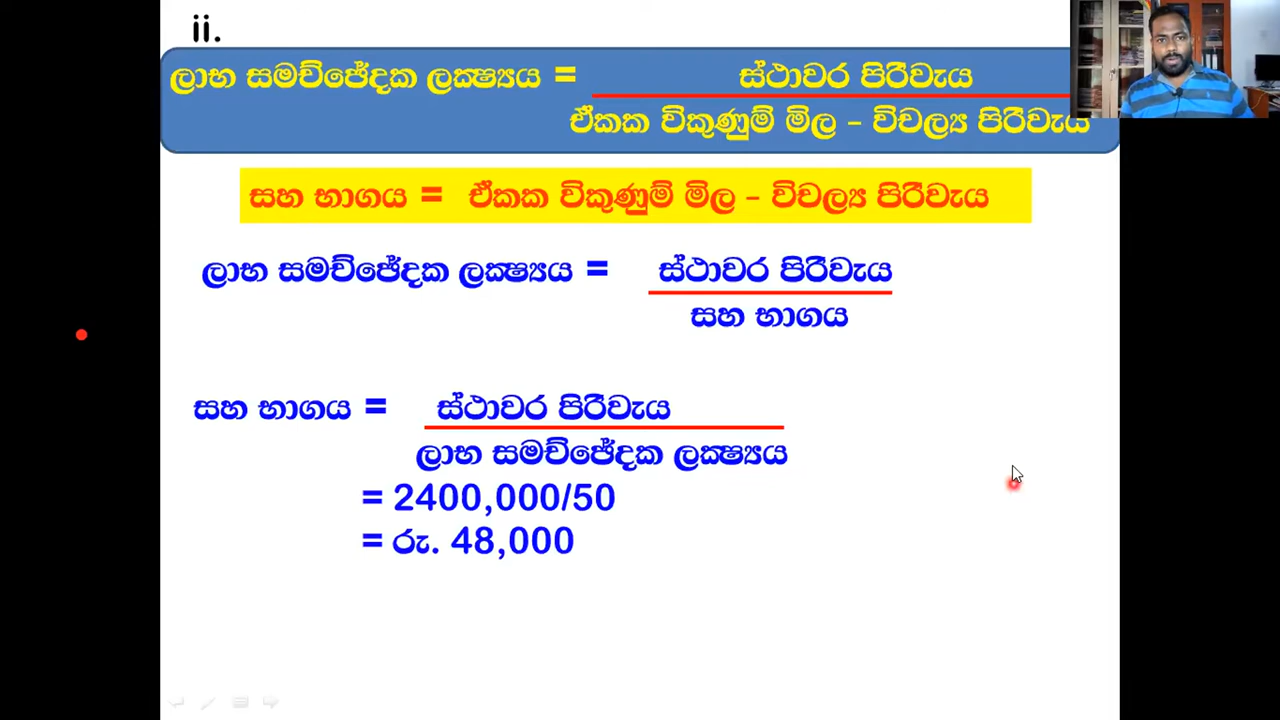 ii.
ලාභ සමච්ඡේදක ලක්‍ෂ්‍යය = ස්ථාවර පිරිවැය
ඒකක විකුණුම් මිල – විචල්‍ය පිරිවැය
සහ භාගය = ඒකක විකුණුම් මිල – විචල්‍ය පිරිවැය
ලාභ සමච්ඡේදක ලක්‍ෂ්‍යය = ස්ථාවර පිරිවැය
සහ භාගය
සහ භාගය = ස්ථාවර පිරිවැය
ලාභ සමච්ඡේදක ලක්‍ෂ්‍යය
= 2400,000/50
= රු. 48,000